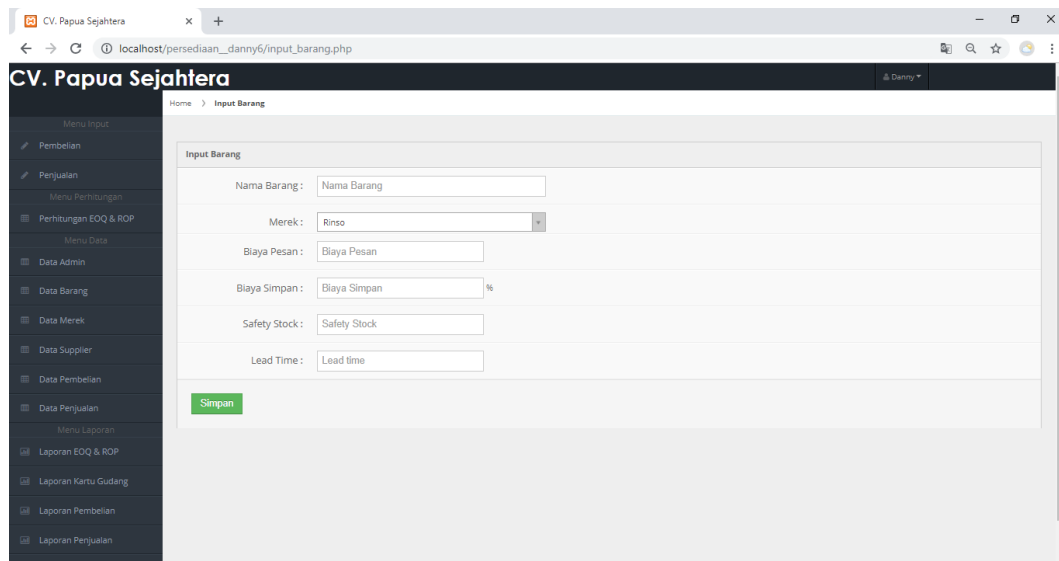 CV. Papua Sejahtera
localhost/persediaan__danny6/input_barang.php
CV. Papua Sejahtera
Danny
Home > Input Barang
Menu Input
Pembelian
Penjualan
Menu Perhitungan
Perhitungan EOQ & ROP
Menu Data
Data Admin
Data Barang
Data Merek
Data Supplier
Data Pembelian
Data Penjualan
Menu Laporan
Laporan EOQ & ROP
Laporan Kartu Gudang
Laporan Pembelian
Laporan Penjualan
Input Barang
Nama Barang : Nama Barang
Merek : Rinso
Biaya Pesan : Biaya Pesan
Biaya Simpan : Biaya Simpan %
Safety Stock : Safety Stock
Lead Time : Lead time
Simpan